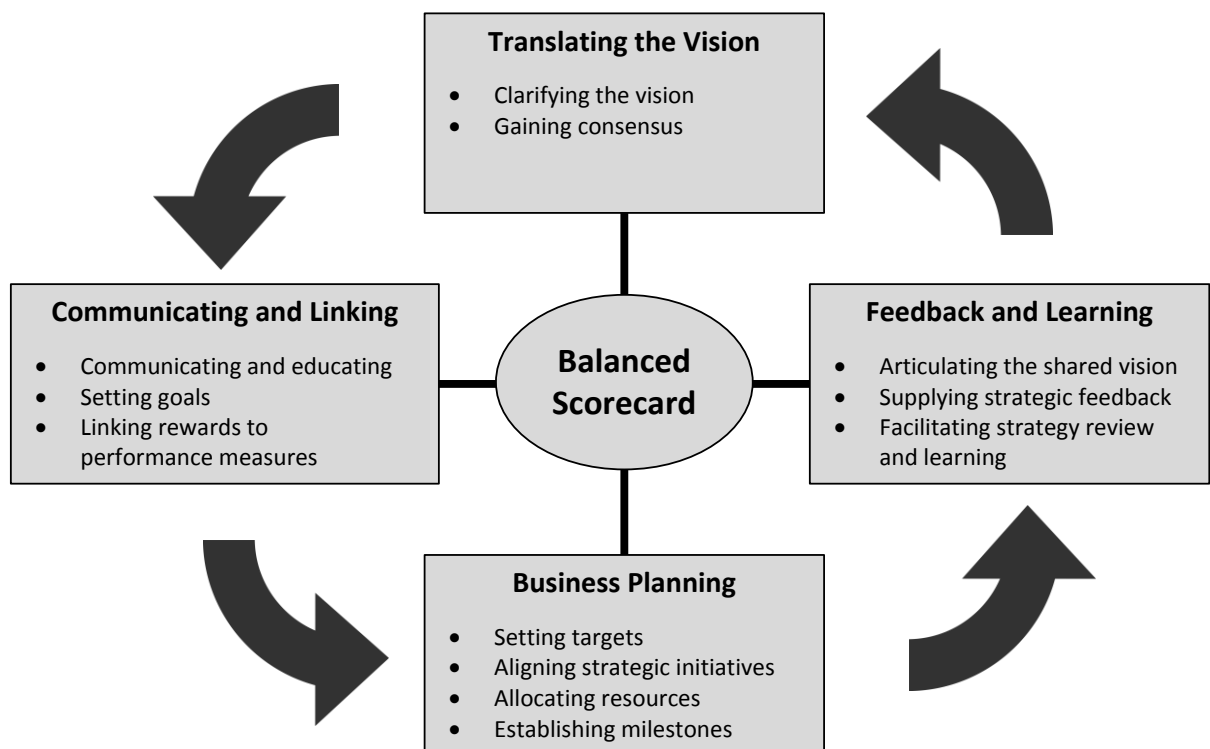 Translating the Vision
• Clarifying the vision
• Gaining consensus
Communicating and Linking
• Communicating and educating
• Setting goals
• Linking rewards to
performance measures
Balanced
Scorecard
Feedback and Learning
• Articulating the shared vision
• Supplying strategic feedback
• Facilitating strategy review
and learning
Business Planning
• Setting targets
• Aligning strategic initiatives
• Allocating resources
• Establishing milestones